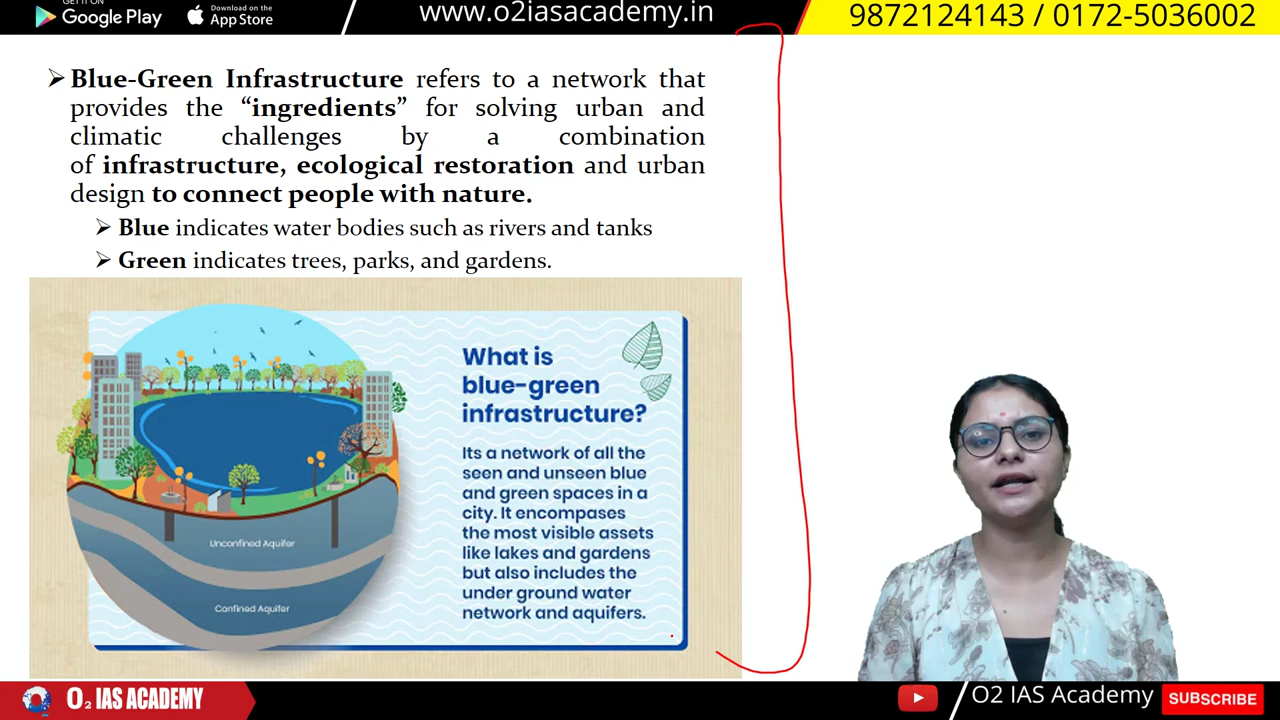 GET IT ON
Google Play
Download on the
App Store
www.o2iasacademy.in
9872124143 / 0172-5036002
➢ Blue-Green Infrastructure refers to a network that
provides the “ingredients” for solving urban and
climatic challenges by a combination
of infrastructure, ecological restoration and urban
design to connect people with nature.
➢ Blue indicates water bodies such as rivers and tanks
➢ Green indicates trees, parks, and gardens.
What is
blue-green
infrastructure?
Its a network of all the
seen and unseen blue
and green spaces in a
city. It encompases
the most visible assets
like lakes and gardens
but also includes the
under ground water
network and aquifers.
Unconfined Aquifer
Confined Aquifer
O₂ IAS ACADEMY
O2 IAS Academy
SUBSCRIBE